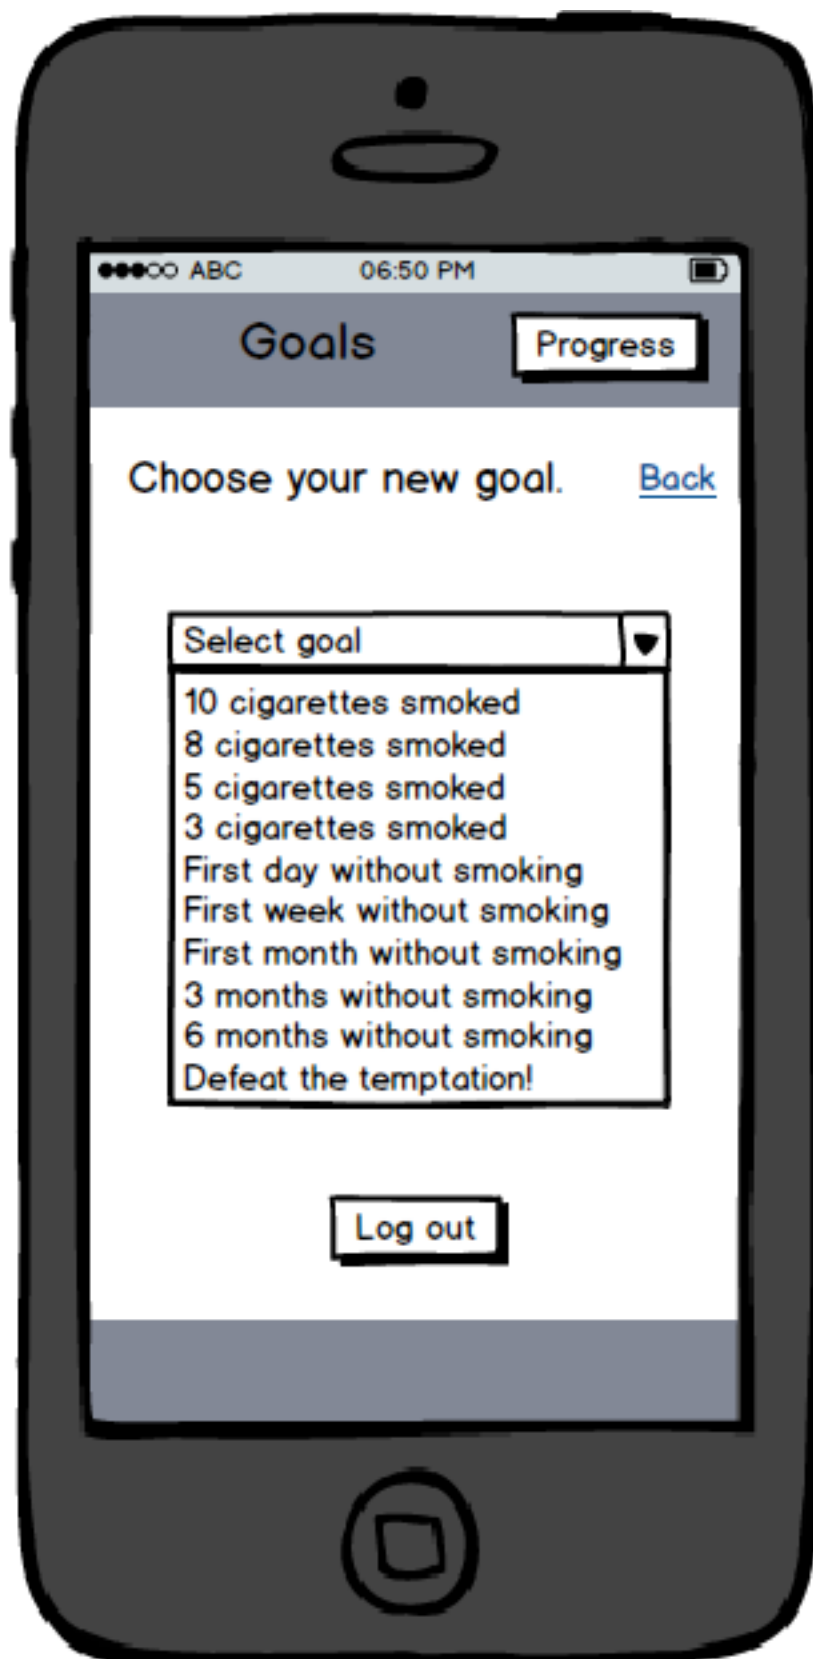 ABC 06:50 PM
Goals Progress
Choose your new goal. Back
Select goal
10 cigarettes smoked
8 cigarettes smoked
5 cigarettes smoked
3 cigarettes smoked
First day without smoking
First week without smoking
First month without smoking
3 months without smoking
6 months without smoking
Defeat the temptation!
Log out